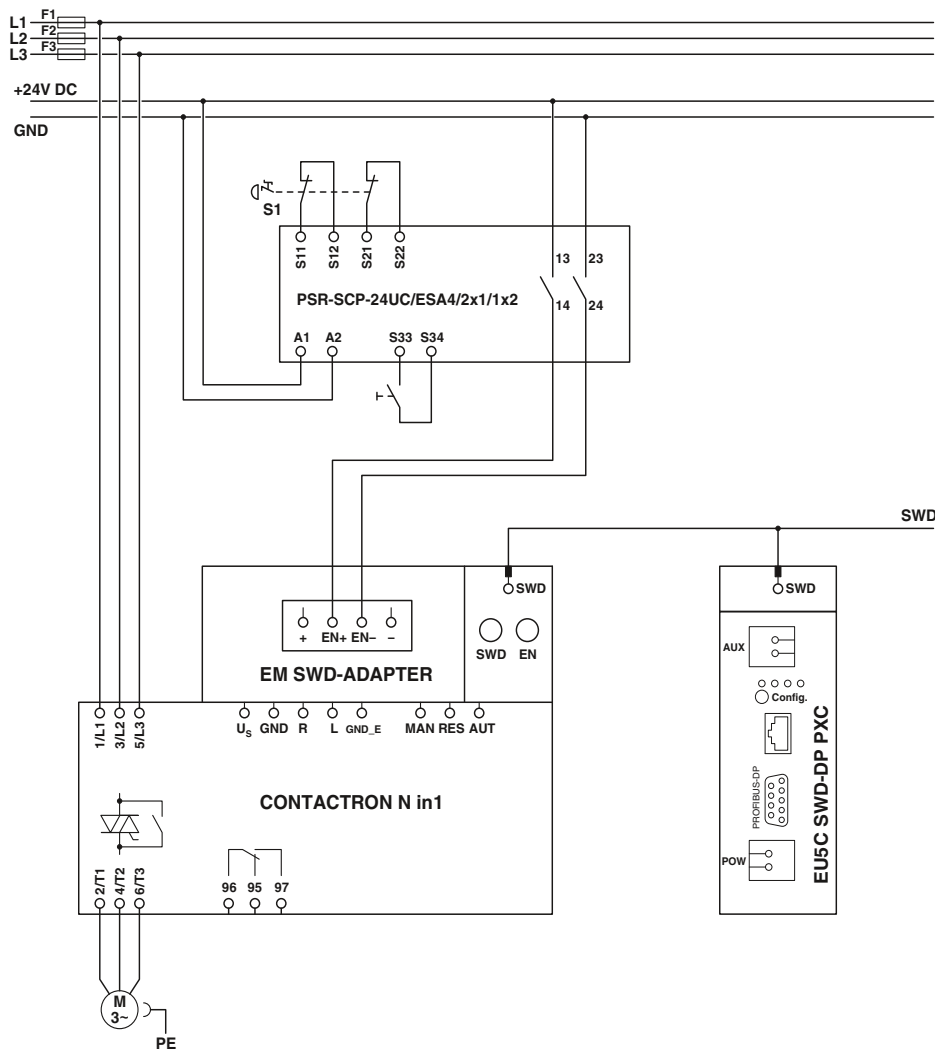 L1 F1
L2 F2
L3 F3
+24V DC
GND
S1
S11 S12 S21 S22
13 23
PSR-SCP-24UC/ESA4/2x1/1x2
14 24
A1 A2 S33 S34
SWD
SWD SWD
+ EN+ EN− −
SWD EN
AUX
EM SWD-ADAPTER
Config.
1/L1 3/L2 5/L3
US GND R L GND_E MAN RES AUT
CONTACTRON N in1
PROFIBUS-DP
EU5C SWD-DP PXC
POW
2/T1 4/T2 6/T3
96 95 97
M
3~
PE